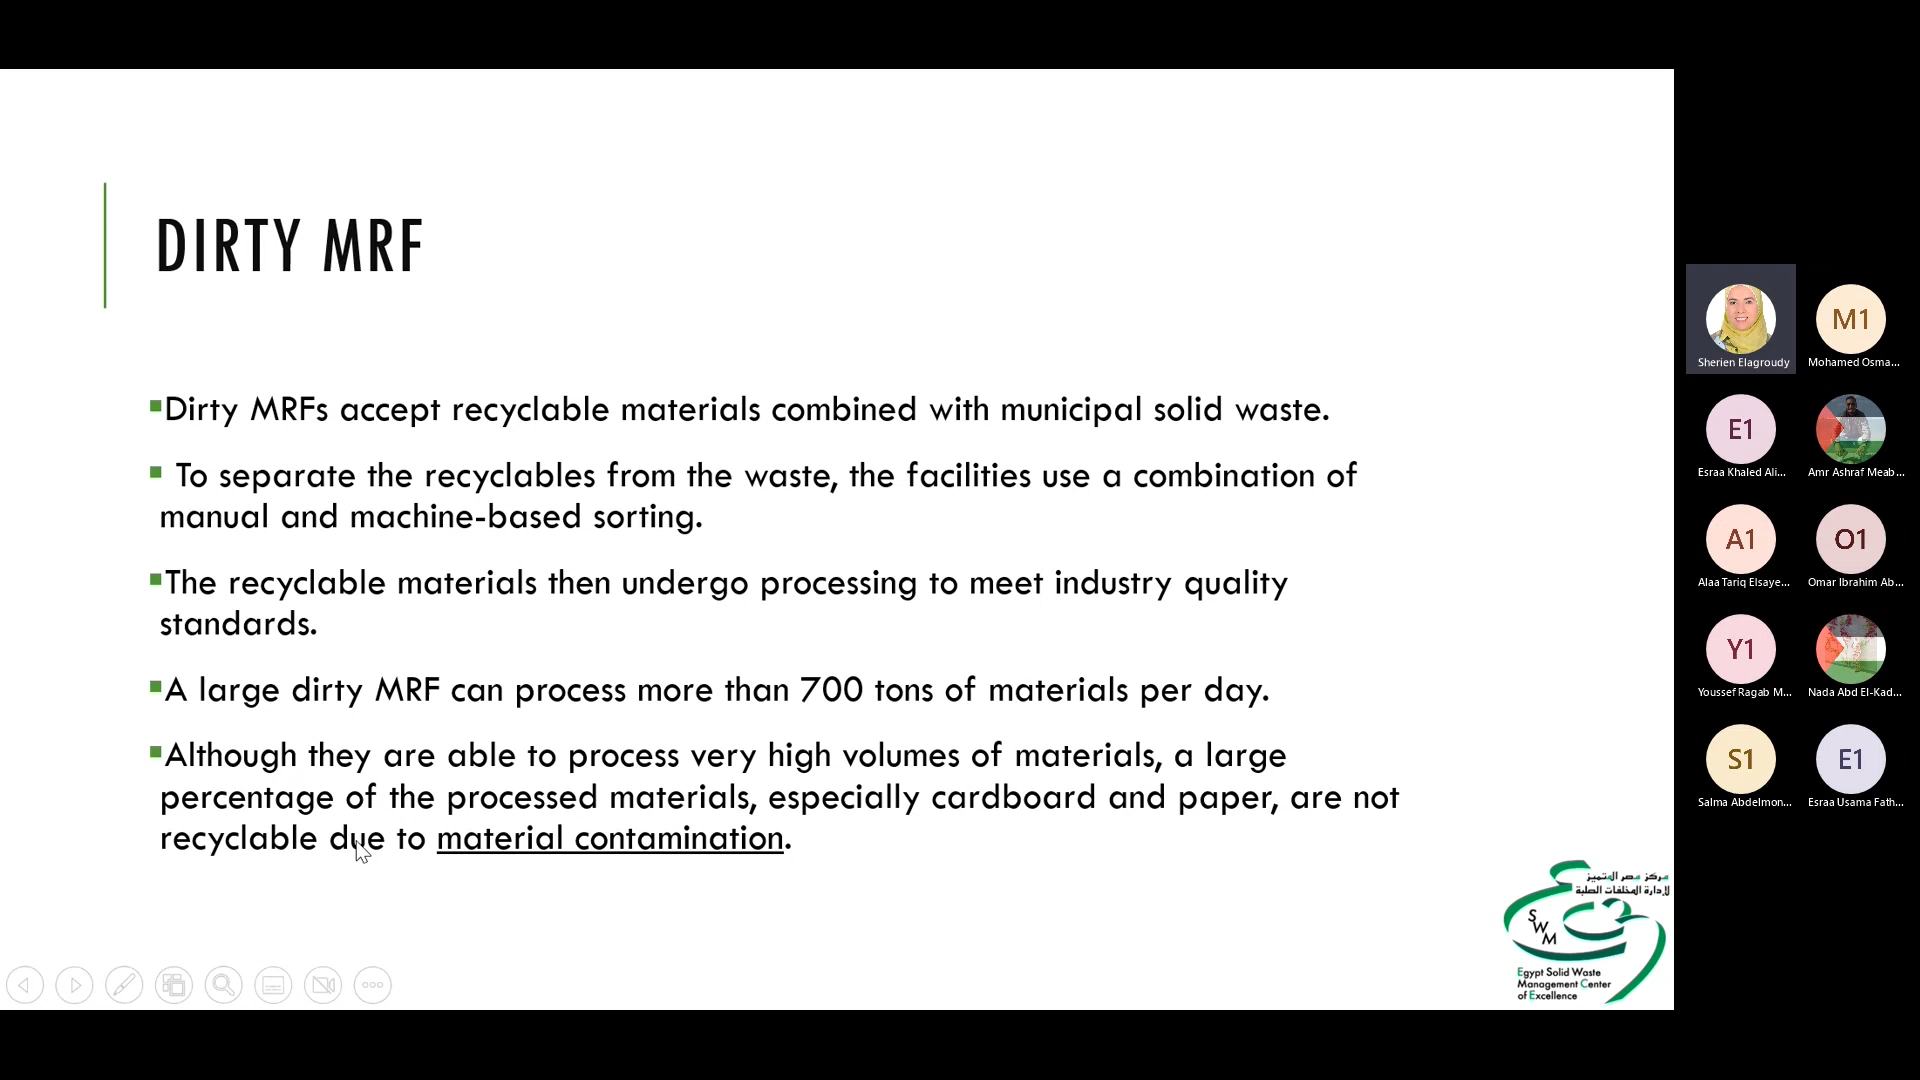 DIRTY MRF
Dirty MRFs accept recyclable materials combined with municipal solid waste.
To separate the recyclables from the waste, the facilities use a combination of
manual and machine-based sorting.
The recyclable materials then undergo processing to meet industry quality
standards.
A large dirty MRF can process more than 700 tons of materials per day.
Although they are able to process very high volumes of materials, a large
percentage of the processed materials, especially cardboard and paper, are not
recyclable due to material contamination.
مركز مصر المتميز
لإدارة المخلفات الصلبة
SWM
Egypt Solid Waste
Management Center
of Excellence
Sherien Elagroudy
M1
Mohamed Osma...
E1
Esraa Khaled Ali...
Amr Ashraf Meab...
A1
Alaa Tariq Elsaye...
O1
Omar Ibrahim Ab...
Y1
Youssef Ragab M...
Nada Abd El-Kad...
S1
Salma Abdelmon...
E1
Esraa Usama Fath...